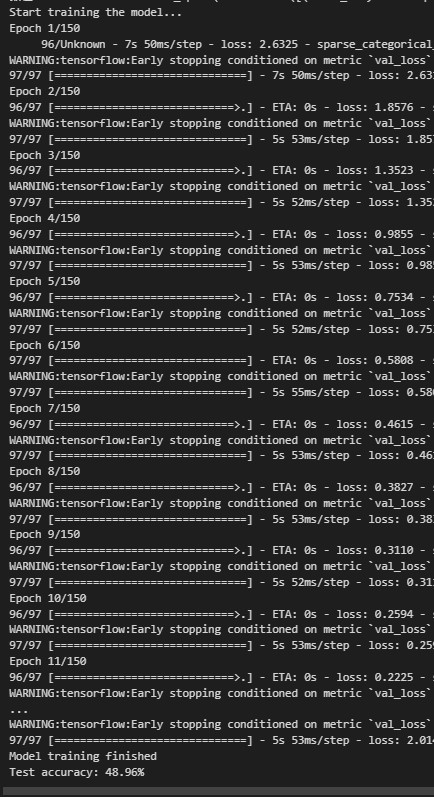 Start training the model...
Epoch 1/150
96/Unknown - 7s 50ms/step - loss: 2.6325 - sparse_categorical_
WARNING:tensorflow:Early stopping conditioned on metric `val_loss`
97/97 [==============================] - 7s 50ms/step - loss: 2.63
Epoch 2/150
96/97 [============================>.] - ETA: 0s - loss: 1.8576 -
WARNING:tensorflow:Early stopping conditioned on metric `val_loss`
97/97 [==============================] - 5s 53ms/step - loss: 1.85
Epoch 3/150
96/97 [============================>.] - ETA: 0s - loss: 1.3523 -
WARNING:tensorflow:Early stopping conditioned on metric `val_loss`
97/97 [==============================] - 5s 52ms/step - loss: 1.35
Epoch 4/150
96/97 [============================>.] - ETA: 0s - loss: 0.9855 -
WARNING:tensorflow:Early stopping conditioned on metric `val_loss`
97/97 [==============================] - 5s 53ms/step - loss: 0.98
Epoch 5/150
96/97 [============================>.] - ETA: 0s - loss: 0.7534 -
WARNING:tensorflow:Early stopping conditioned on metric `val_loss`
97/97 [==============================] - 5s 52ms/step - loss: 0.75
Epoch 6/150
97/97 [==============================] - ETA: 0s - loss: 0.5808 -
WARNING:tensorflow:Early stopping conditioned on metric `val_loss`
97/97 [==============================] - 5s 55ms/step - loss: 0.58
Epoch 7/150
96/97 [============================>.] - ETA: 0s - loss: 0.4615 -
WARNING:tensorflow:Early stopping conditioned on metric `val_loss`
97/97 [==============================] - 5s 53ms/step - loss: 0.46
Epoch 8/150
96/97 [============================>.] - ETA: 0s - loss: 0.3827 -
WARNING:tensorflow:Early stopping conditioned on metric `val_loss`
97/97 [==============================] - 5s 53ms/step - loss: 0.38
Epoch 9/150
96/97 [============================>.] - ETA: 0s - loss: 0.3110 -
WARNING:tensorflow:Early stopping conditioned on metric `val_loss`
97/97 [==============================] - 5s 52ms/step - loss: 0.31
Epoch 10/150
96/97 [============================>.] - ETA: 0s - loss: 0.2594 -
WARNING:tensorflow:Early stopping conditioned on metric `val_loss`
97/97 [==============================] - 5s 53ms/step - loss: 0.25
Epoch 11/150
96/97 [============================>.] - ETA: 0s - loss: 0.2225 -
WARNING:tensorflow:Early stopping conditioned on metric `val_loss`
...
WARNING:tensorflow:Early stopping conditioned on metric `val_loss`
97/97 [==============================] - 5s 53ms/step - loss: 2.01
Model training finished
Test accuracy: 48.96%